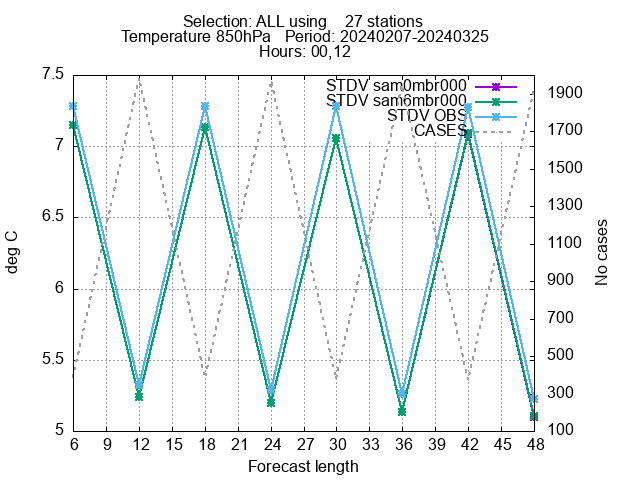 Selection: ALL using    27 stations
Temperature 850hPa   Period: 20240207-20240325
Hours: 00,12
STDV sam0mbr000
STDV sam6mbr000
STDV OBS
CASES
7.5
7
6.5
6
5.5
5
deg C
1900
1700
1500
1300
1100
900
700
500
300
100
No cases
6 9 12 15 18 21 24 27 30 33 36 39 42 45 48
Forecast length